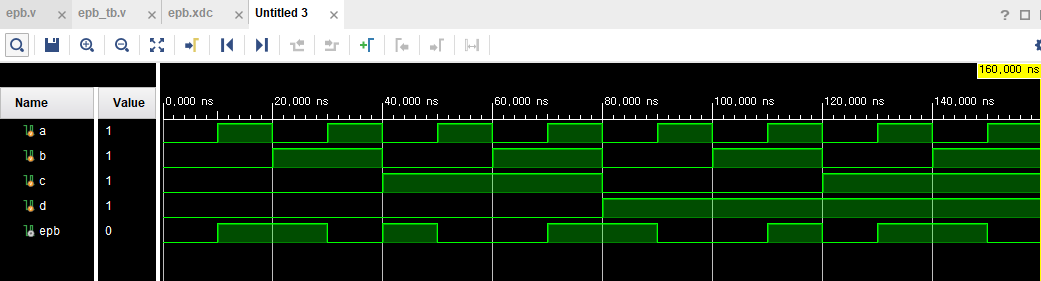 epb.v × epb_tb.v × epb.xdc × Untitled 3 ×
?
160,000 ns
Name Value
0,000 ns 20,000 ns 40,000 ns 60,000 ns 80,000 ns 100,000 ns 120,000 ns 140,000 ns
a 1
b 1
c 1
d 1
epb 0